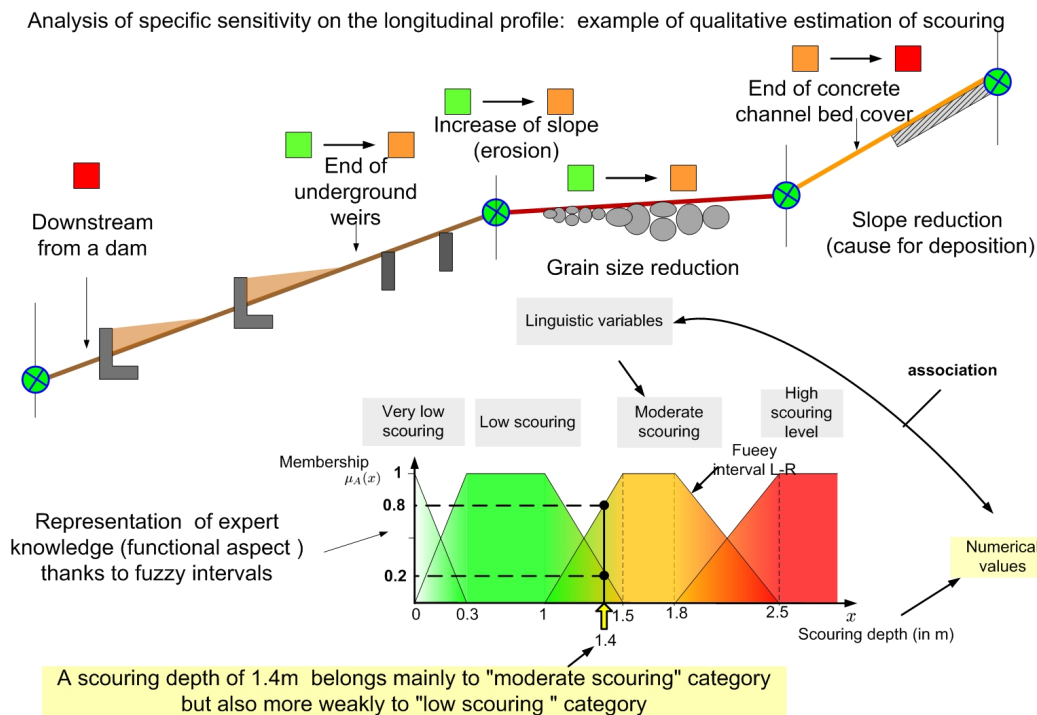 Analysis of specific sensitivity on the longitudinal profile: example of qualitative estimation of scouring
End of concrete
channel bed cover
Increase of slope
(erosion)
End of
underground
weirs
Downstream
from a dam
Slope reduction
(cause for deposition)
Grain size reduction
Linguistic variables
association
Very low
scouring
Low scouring
Moderate
scouring
High
scouring
level
Fueey
interval L-R
Membership
μA(x)
1
0.8
0.2
Representation of expert
knowledge (functional aspect )
thanks to fuzzy intervals
Numerical
values
0
0.3
1
1.5
1.8
2.5
x
1.4
Scouring depth (in m)
A scouring depth of 1.4m belongs mainly to "moderate scouring" category
but also more weakly to "low scouring " category